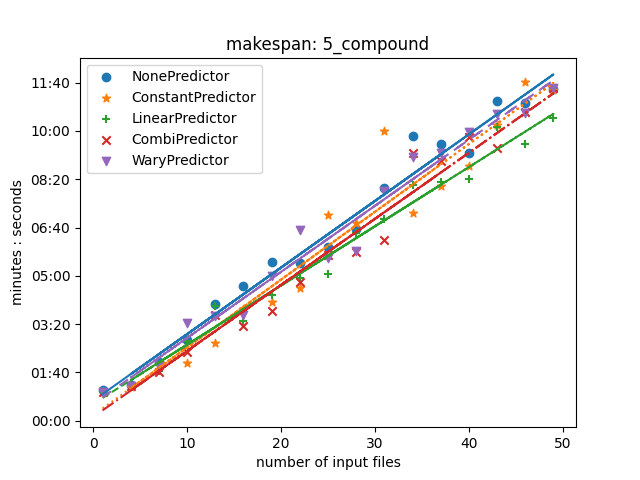 makespan: 5_compound
minutes : seconds
11:40
10:00
08:20
06:40
05:00
03:20
01:40
00:00
NonePredictor
ConstantPredictor
LinearPredictor
CombiPredictor
WaryPredictor
0 10 20 30 40 50
number of input files